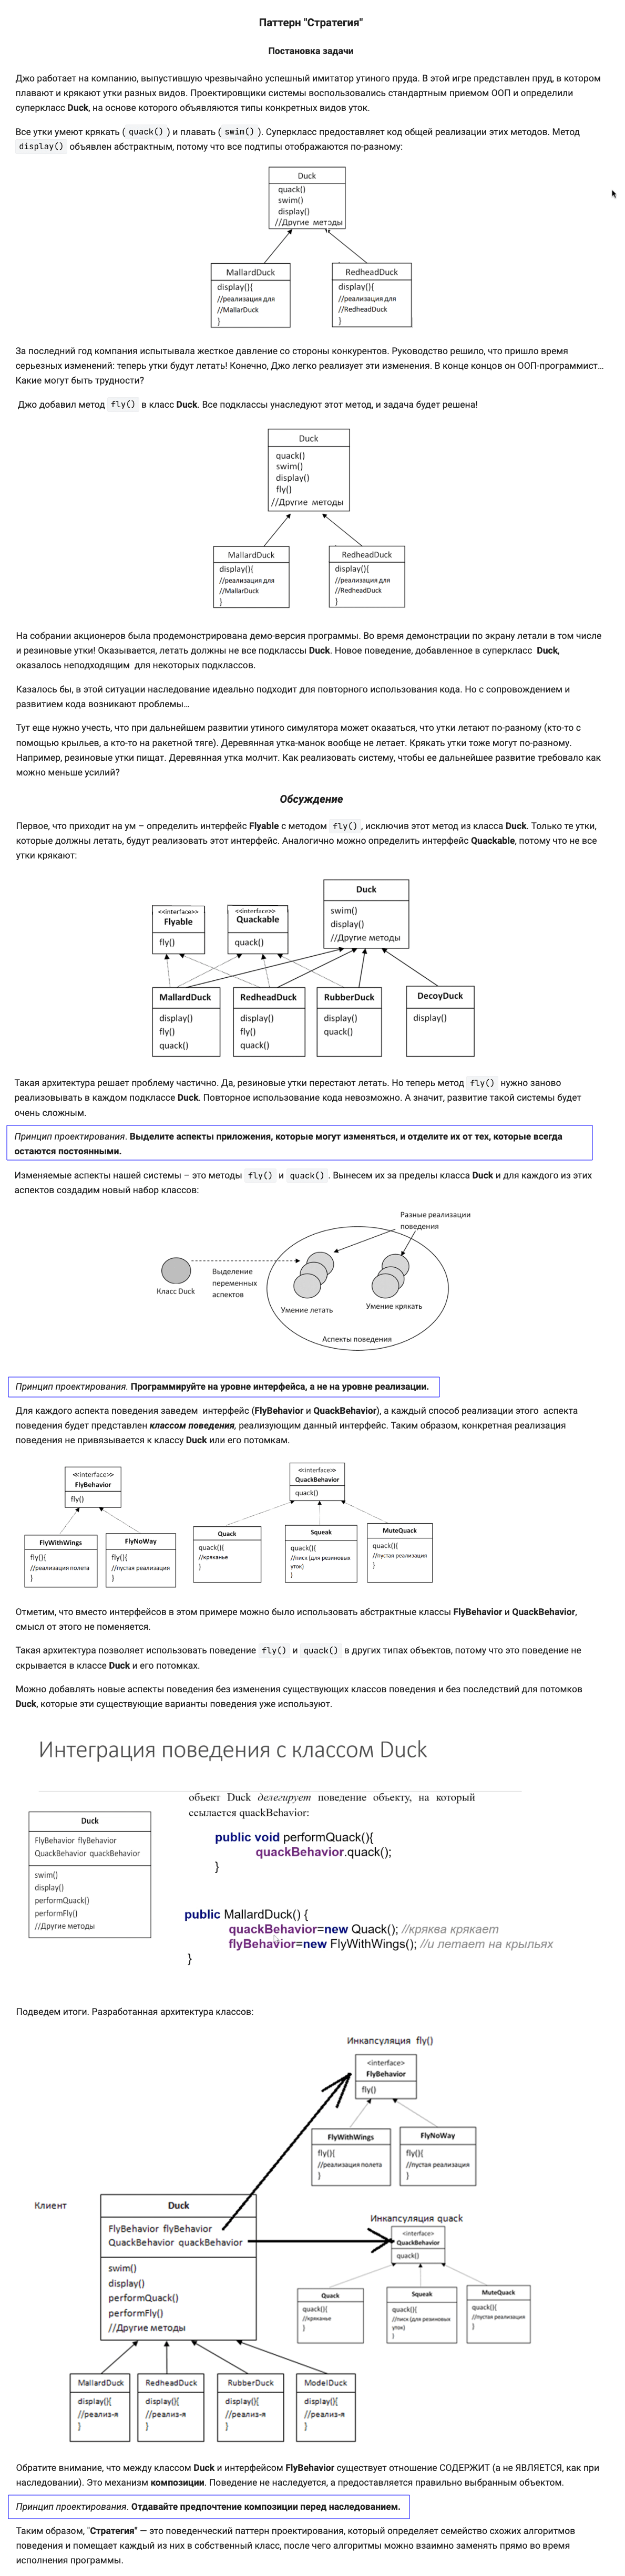 Паттерн "Стратегия"
Постановка задачи
Джо работает на компанию, выпустившую чрезвычайно успешный имитатор утиного пруда. В этой игре представлен пруд, в котором
плавают и крякают утки разных видов. Проектировщики системы воспользовались стандартным приемом ООП и определили
суперкласс Duck, на основе которого объявляются типы конкретных видов уток.
Все утки умеют крякать ( quack() ) и плавать ( swim() ). Суперкласс предоставляет код общей реализации этих методов. Метод
display() объявлен абстрактным, потому что все подтипы отображаются по-разному:
Duck
quack()
swim()
display()
//Другие методы
MallardDuck
display(){
//реализация для
//MallarDuck
}
RedheadDuck
display(){
//реализация для
//RedheadDuck
}
За последний год компания испытывала жесткое давление со стороны конкурентов. Руководство решило, что пришло время
серьезных изменений: теперь утки будут летать! Конечно, Джо легко реализует эти изменения. В конце концов он ООП-программист...
Какие могут быть трудности?
Джо добавил метод fly() в класс Duck. Все подклассы унаследуют этот метод, и задача будет решена!
Duck
quack()
swim()
display()
fly()
//Другие методы
MallardDuck
display(){
//реализация для
//MallarDuck
}
RedheadDuck
display(){
//реализация для
//RedheadDuck
}
На собрании акционеров была продемонстрирована демо-версия программы. Во время демонстрации по экрану летали в том числе
и резиновые утки! Оказывается, летать должны не все подклассы Duck. Новое поведение, добавленное в суперкласс Duck,
оказалось неподходящим для некоторых подклассов.
Казалось бы, в этой ситуации наследование идеально подходит для повторного использования кода. Но с сопровождением и
развитием кода возникают проблемы...
Тут еще нужно учесть, что при дальнейшем развитии утиного симулятора может оказаться, что утки летают по-разному (кто-то с
помощью крыльев, а кто-то на ракетной тяге). Деревянная утка-манок вообще не летает. Крякать утки тоже могут по-разному.
Например, резиновые утки пищат. Деревянная утка молчит. Как реализовать систему, чтобы ее дальнейшее развитие требовало как
можно меньше усилий?
Обсуждение
Первое, что приходит на ум – определить интерфейс Flyable с методом fly() , исключив этот метод из класса Duck. Только те утки,
которые должны летать, будут реализовать этот интерфейс. Аналогично можно определить интерфейс Quackable, потому что не все
утки крякают:
<<interface>>
Flyable
fly()
<<interface>>
Quackable
quack()
Duck
swim()
display()
//Другие методы
MallardDuck
display()
fly()
quack()
RedheadDuck
display()
fly()
quack()
RubberDuck
display()
quack()
DecoyDuck
display()
Такая архитектура решает проблему частично. Да, резиновые утки перестают летать. Но теперь метод fly() нужно заново
реализовывать в каждом подклассе Duck. Повторное использование кода невозможно. А значит, развитие такой системы будет
очень сложным.
Принцип проектирования. Выделите аспекты приложения, которые могут изменяться, и отделите их от тех, которые всегда
остаются постоянными.
Изменяемые аспекты нашей системы – это методы fly() и quack() . Вынесем их за пределы класса Duck и для каждого из этих
аспектов создадим новый набор классов:
Разные реализации
поведения
Класс Duck
Выделение
переменных
аспектов
Умение летать
Умение крякать
Аспекты поведения
Принцип проектирования. Программируйте на уровне интерфейса, а не на уровне реализации.
Для каждого аспекта поведения заведем интерфейс (FlyBehavior и QuackBehavior), а каждый способ реализации этого аспекта
поведения будет представлен классом поведения, реализующим данный интерфейс. Таким образом, конкретная реализация
поведения не привязывается к классу Duck или его потомкам.
<<interface>>
FlyBehavior
fly()
FlyWithWings
fly(){
//реализация полета
}
FlyNoWay
fly(){
//пустая реализация
}
<<interface>>
QuackBehavior
quack()
Quack
quack(){
//кряканье
}
Squeak
quack(){
//писк (для резиновых
уток)
}
MuteQuack
quack(){
//пустая реализация
}
Отметим, что вместо интерфейсов в этом примере можно было использовать абстрактные классы FlyBehavior и QuackBehavior,
смысл от этого не поменяется.
Такая архитектура позволяет использовать поведение fly() и quack() в других типах объектов, потому что это поведение не
скрывается в классе Duck и его потомках.
Можно добавлять новые аспекты поведения без изменения существующих классов поведения и без последствий для потомков
Duck, которые эти существующие варианты поведения уже используют.
Интеграция поведения с классом Duck
объект Duck делегирует поведение объекту, на который
ссылается quackBehavior:
Duck
FlyBehavior flyBehavior
QuackBehavior quackBehavior
swim()
display()
performQuack()
performFly()
//Другие методы
public void performQuack(){
quackBehavior.quack();
}
public MallardDuck() {
quackBehavior=new Quack(); //кряква крякает
flyBehavior=new FlyWithWings(); //и летает на крыльях
}
Подведем итоги. Разработанная архитектура классов:
Инкапсуляция fly()
<interface>
FlyBehavior
fly()
FlyWithWings
fly(){
//реализация полета
}
FlyNoWay
fly(){
//пустая реализация
}
Клиент
Duck
FlyBehavior flyBehavior
QuackBehavior quackBehavior
swim()
display()
performQuack()
performFly()
//Другие методы
Инкапсуляция quack
<interface>
QuackBehavior
quack()
Quack
quack(){
//кряканье
}
Squeak
quack(){
//писк (для резиновых
уток)
}
MuteQuack
quack(){
//пустая реализация
}
MallardDuck
display(){
//реализ-я
}
RedheadDuck
display(){
//реализ-я
}
RubberDuck
display(){
//реализ-я
}
ModelDuck
display(){
//реализ-я
}
Обратите внимание, что между классом Duck и интерфейсом FlyBehavior существует отношение СОДЕРЖИТ (а не ЯВЛЯЕТСЯ, как при
наследовании). Это механизм композиции. Поведение не наследуется, а предоставляется правильно выбранным объектом.
Принцип проектирования. Отдавайте предпочтение композиции перед наследованием.
Таким образом, "Стратегия" — это поведенческий паттерн проектирования, который определяет семейство схожих алгоритмов
поведения и помещает каждый из них в собственный класс, после чего алгоритмы можно взаимно заменять прямо во время
исполнения программы.